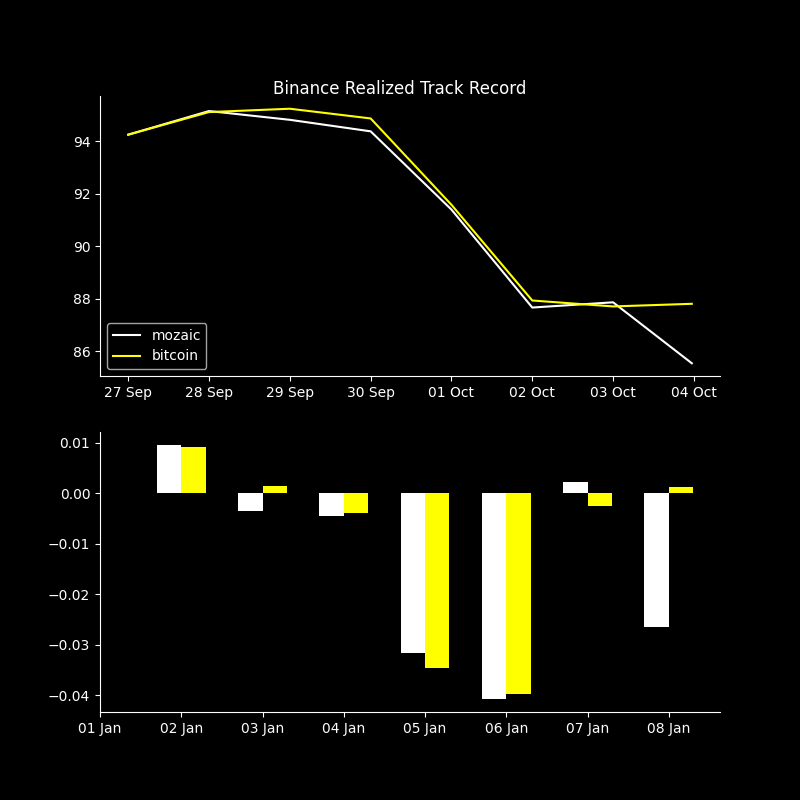 Binance Realized Track Record
94
92
90
88
86
mozaic
bitcoin
27 Sep 28 Sep 29 Sep 30 Sep 01 Oct 02 Oct 03 Oct 04 Oct
0.01
0.00
−0.01
−0.02
−0.03
−0.04
01 Jan 02 Jan 03 Jan 04 Jan 05 Jan 06 Jan 07 Jan 08 Jan